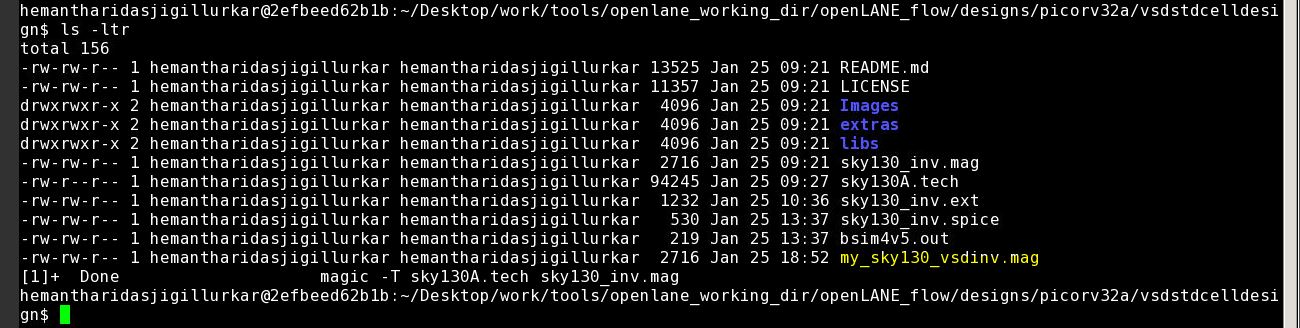 hemantharidasjigillurkar@2efbeed62b1b:~/Desktop/work/tools/openlane_working_dir/openLANE_flow/designs/picorv32a/vsdstdcelldesi
gn$ ls -ltr
total 156
-rw-rw-r-- 1 hemantharidasjigillurkar hemantharidasjigillurkar 13525 Jan 25 09:21 README.md
-rw-rw-r-- 1 hemantharidasjigillurkar hemantharidasjigillurkar 11357 Jan 25 09:21 LICENSE
drwxrwxr-x 2 hemantharidasjigillurkar hemantharidasjigillurkar  4096 Jan 25 09:21 Images
drwxrwxr-x 2 hemantharidasjigillurkar hemantharidasjigillurkar  4096 Jan 25 09:21 extras
drwxrwxr-x 2 hemantharidasjigillurkar hemantharidasjigillurkar  4096 Jan 25 09:21 libs
-rw-rw-r-- 1 hemantharidasjigillurkar hemantharidasjigillurkar  2716 Jan 25 09:21 sky130_inv.mag
-rw-r--r-- 1 hemantharidasjigillurkar hemantharidasjigillurkar 94245 Jan 25 09:27 sky130A.tech
-rw-rw-r-- 1 hemantharidasjigillurkar hemantharidasjigillurkar  1232 Jan 25 10:36 sky130_inv.ext
-rw-rw-r-- 1 hemantharidasjigillurkar hemantharidasjigillurkar   530 Jan 25 13:37 sky130_inv.spice
-rw-rw-r-- 1 hemantharidasjigillurkar hemantharidasjigillurkar   219 Jan 25 13:37 bsim4v5.out
-rw-rw-r-- 1 hemantharidasjigillurkar hemantharidasjigillurkar  2716 Jan 25 18:52 my_sky130_vsdinv.mag
[1]+  Done                    magic -T sky130A.tech sky130_inv.mag
hemantharidasjigillurkar@2efbeed62b1b:~/Desktop/work/tools/openlane_working_dir/openLANE_flow/designs/picorv32a/vsdstdcelldesi
gn$